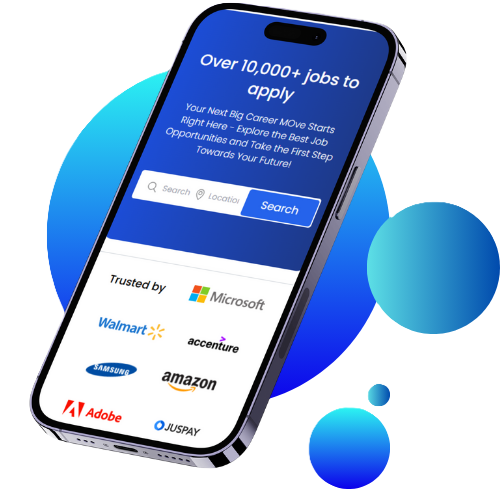 Over 10,000+ jobs to
apply
Your Next Big Career MOve Starts
Right Here - Explore the Best Job
Opportunities and Take the First Step
Towards Your Future!
Search Location Search
Trusted by Microsoft
Walmart accenture
SAMSUNG amazon
Adobe JUSPAY